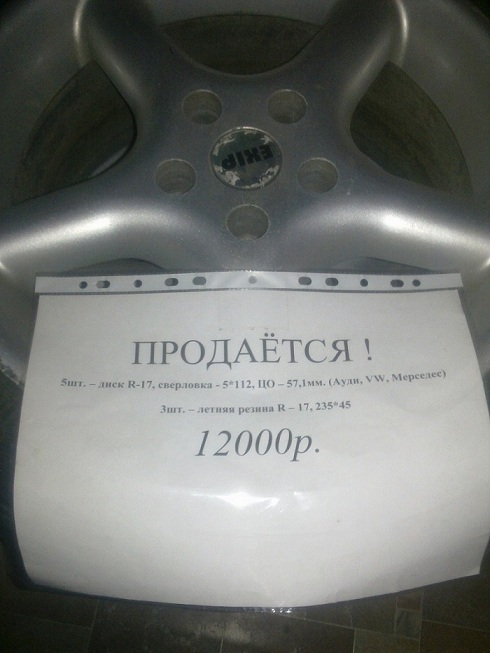 EXIP
ПРОДАЁТСЯ !
5шт. – диск R-17, сверловка - 5*112, ЦО – 57,1мм. (Ауди, VW, Мерседес)
3шт. – летняя резина R – 17, 235*45
12000р.